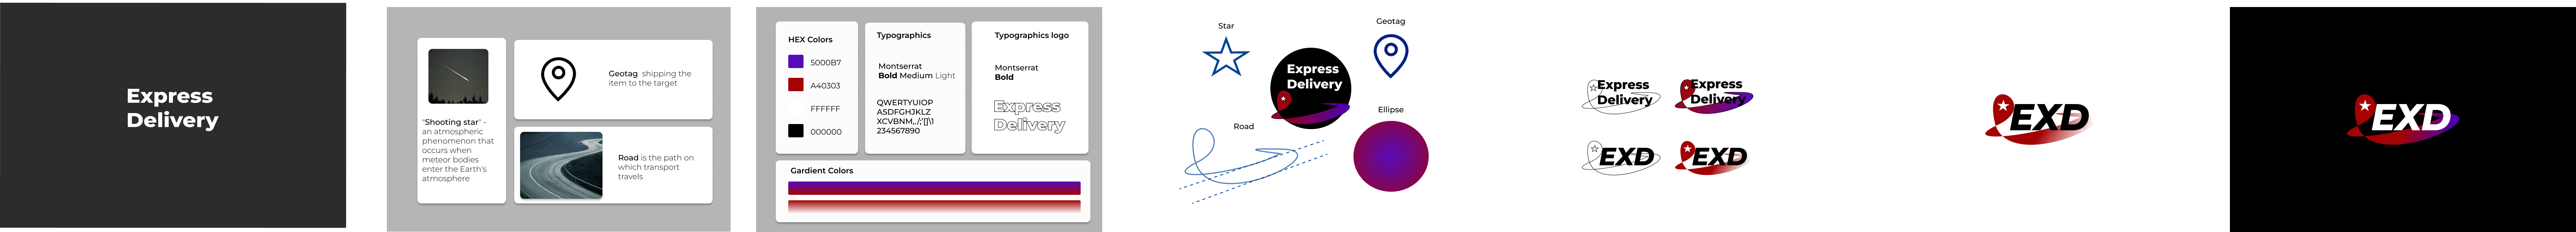 Express
Delivery
"Shooting star" -
an atmospheric
phenomenon that
occurs when
meteor bodies
enter the Earth's
atmosphere
Geotag shipping the
item to the target
Road is the path on
which transport
travels
HEX Colors
5000B7
A40303
FFFFFF
000000
Typographics
Montserrat
Bold Medium Light
QWERTYUIOP
ASDFGHJKLZ
XCVBNM,./;'[]\1
234567890
Typographics logo
Montserrat
Bold
Express
Delivery
Gardient Colors
Star
Geotag
Express
Delivery
Ellipse
Road
Express
Delivery
Express
Delivery
EXD
EXD
EXD
EXD